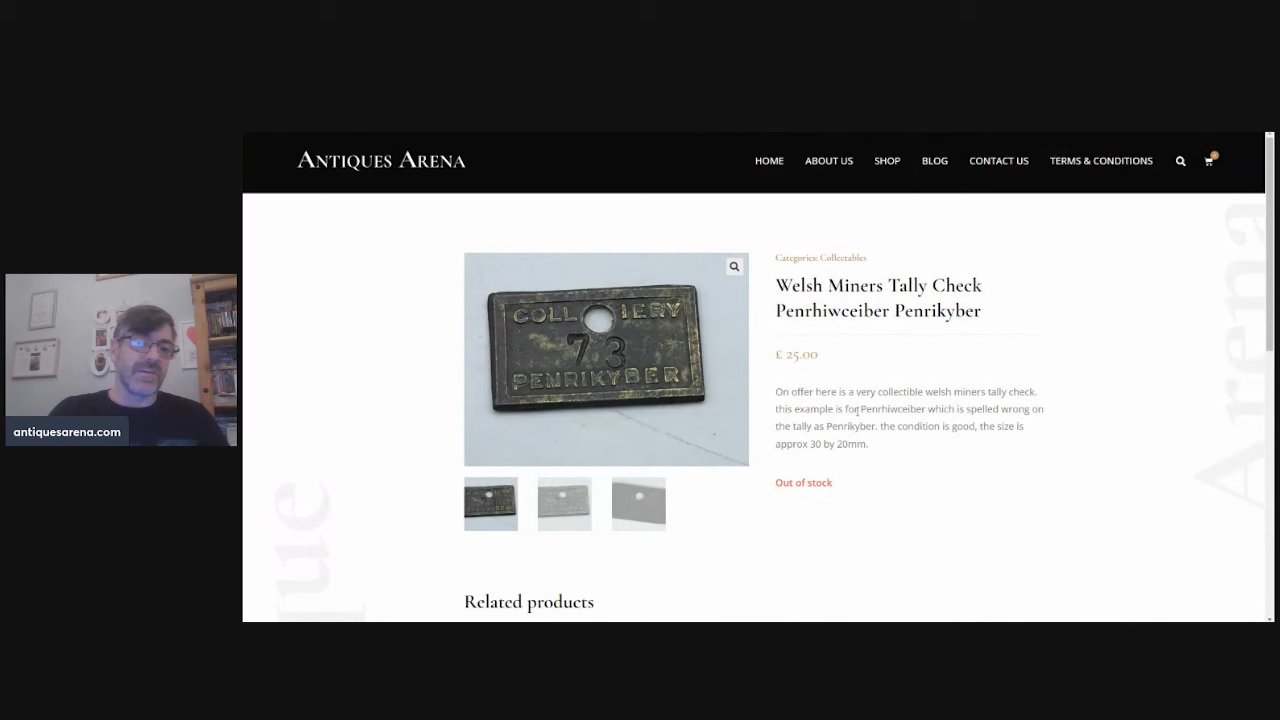 ANTIQUES ARENA
HOME ABOUT US SHOP BLOG CONTACT US TERMS & CONDITIONS
Categories: Collectables
Welsh Miners Tally Check
Penrhiwceiber Penrikyber
£ 25.00
On offer here is a very collectible welsh miners tally check.
this example is for Penrhiwceiber which is spelled wrong on
the tally as Penrikyber. the condition is good, the size is
approx 30 by 20mm.
Out of stock
COLLIERY
73
PENRIKYBER
Related products
antiquesarena.com
Arena
que